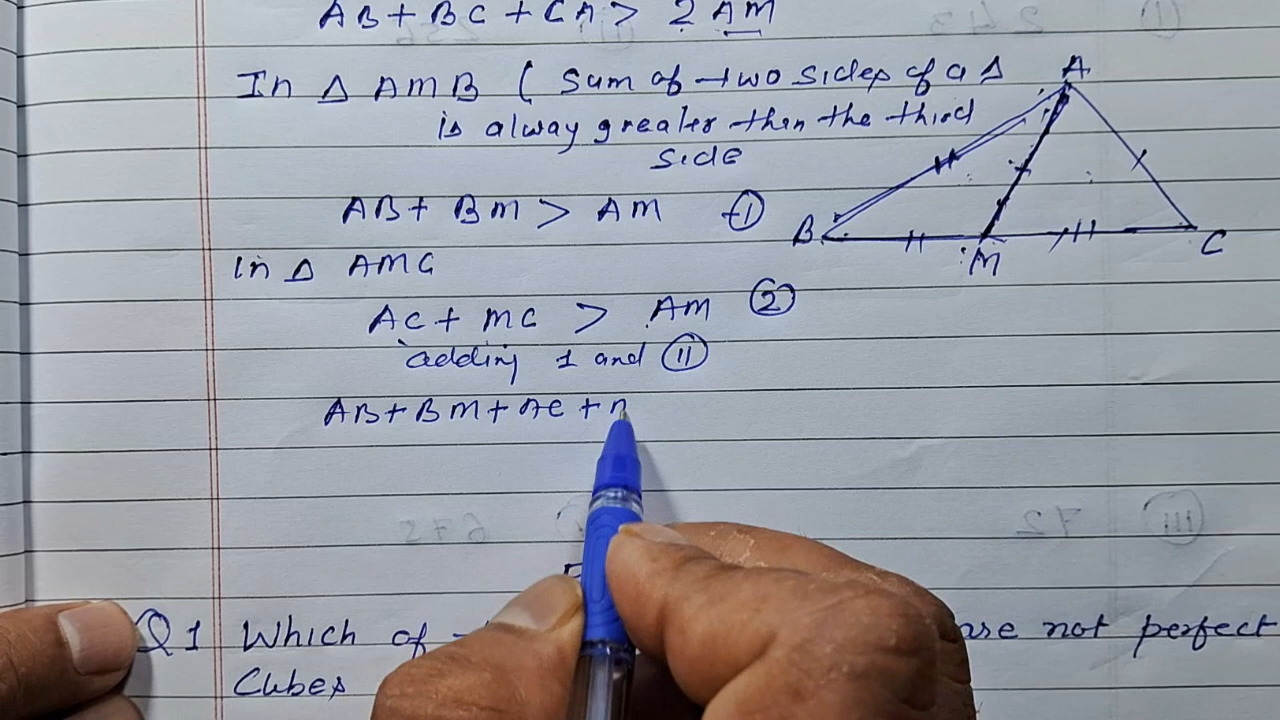 AB + BC + CA > 2 AM
In Δ AMB ( Sum of two sides of a Δ
is alway greater then the third
side
AB + BM > AM -①
In Δ AMC
AC + MC > AM ②
adding 1 and Ⓘ Ⓘ
AB + BM + AC +
A
B
M
C
Q1 Which of are not perfect
Cubes